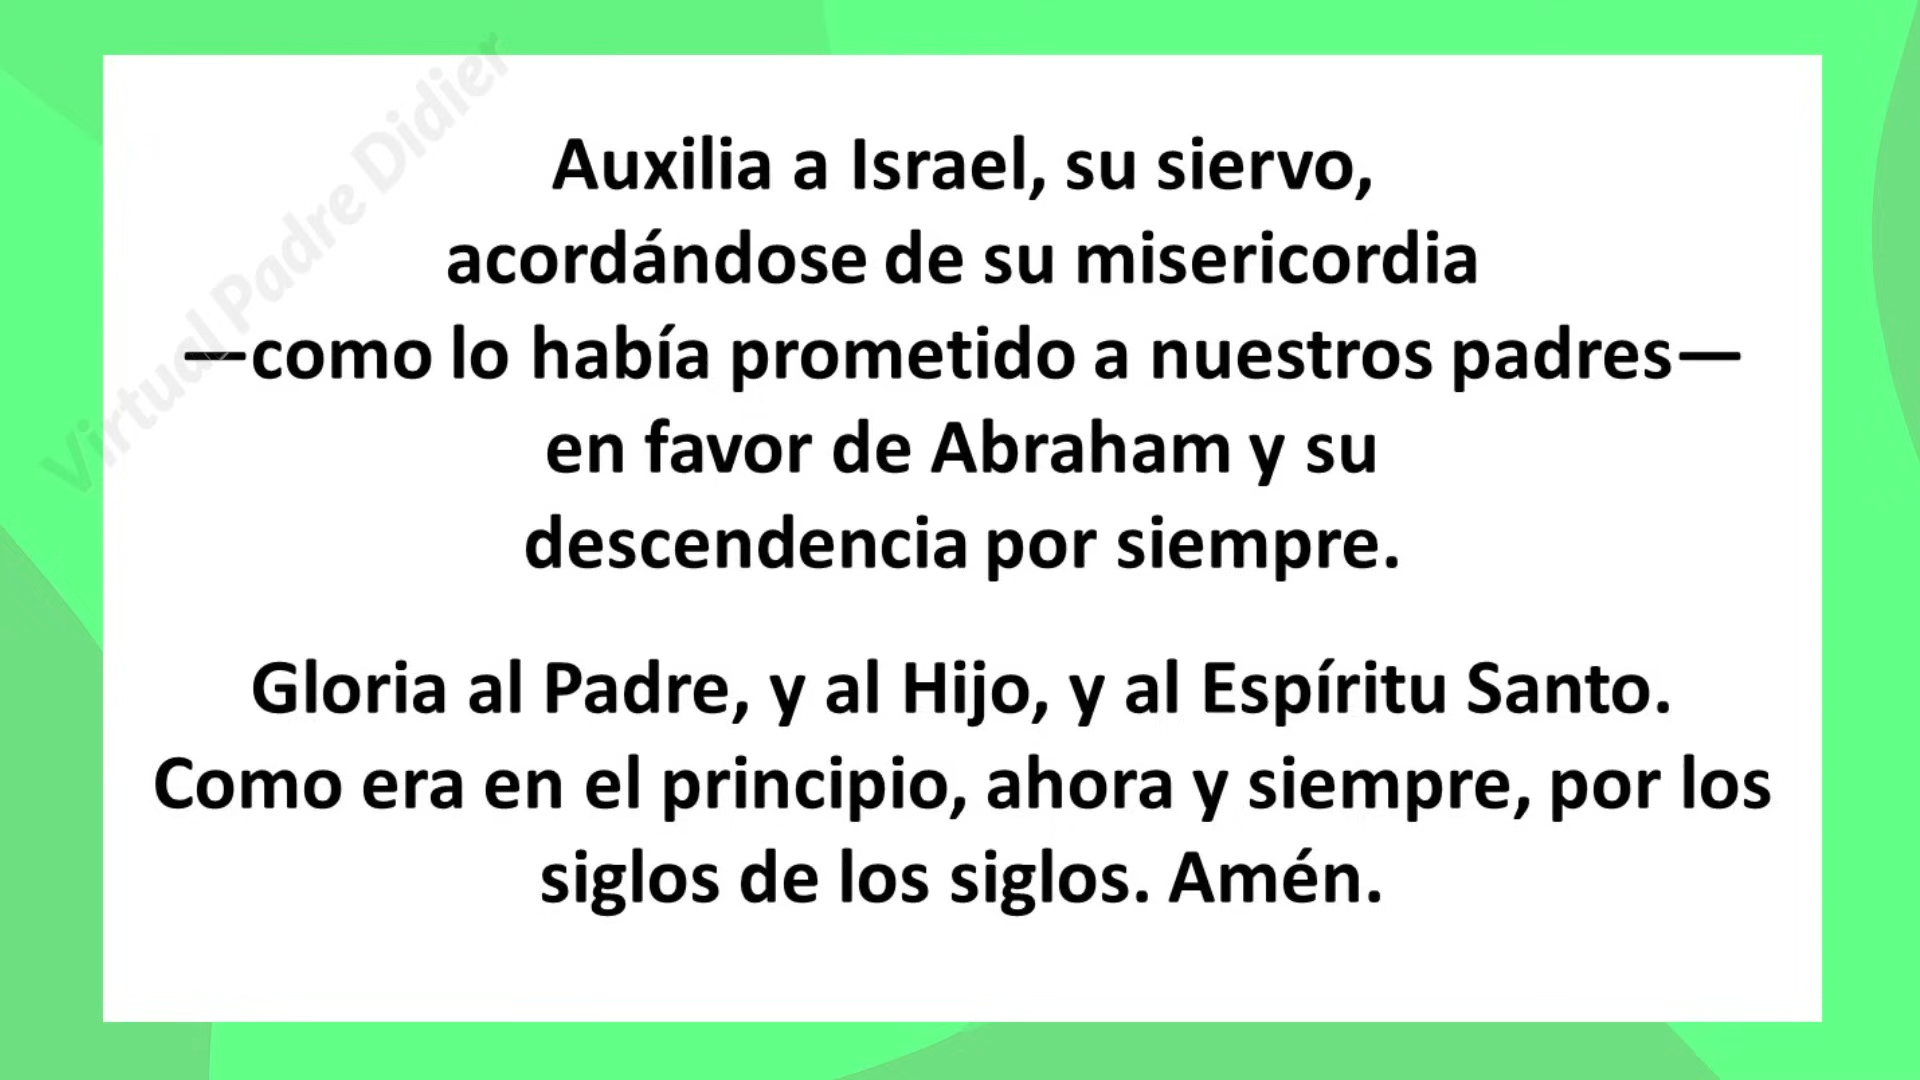 Virtual Padre Didier
Auxilia a Israel, su siervo,
acordándose de su misericordia
—como lo había prometido a nuestros padres—
en favor de Abraham y su
descendencia por siempre.
Gloria al Padre, y al Hijo, y al Espíritu Santo.
Como era en el principio, ahora y siempre, por los
siglos de los siglos. Amén.